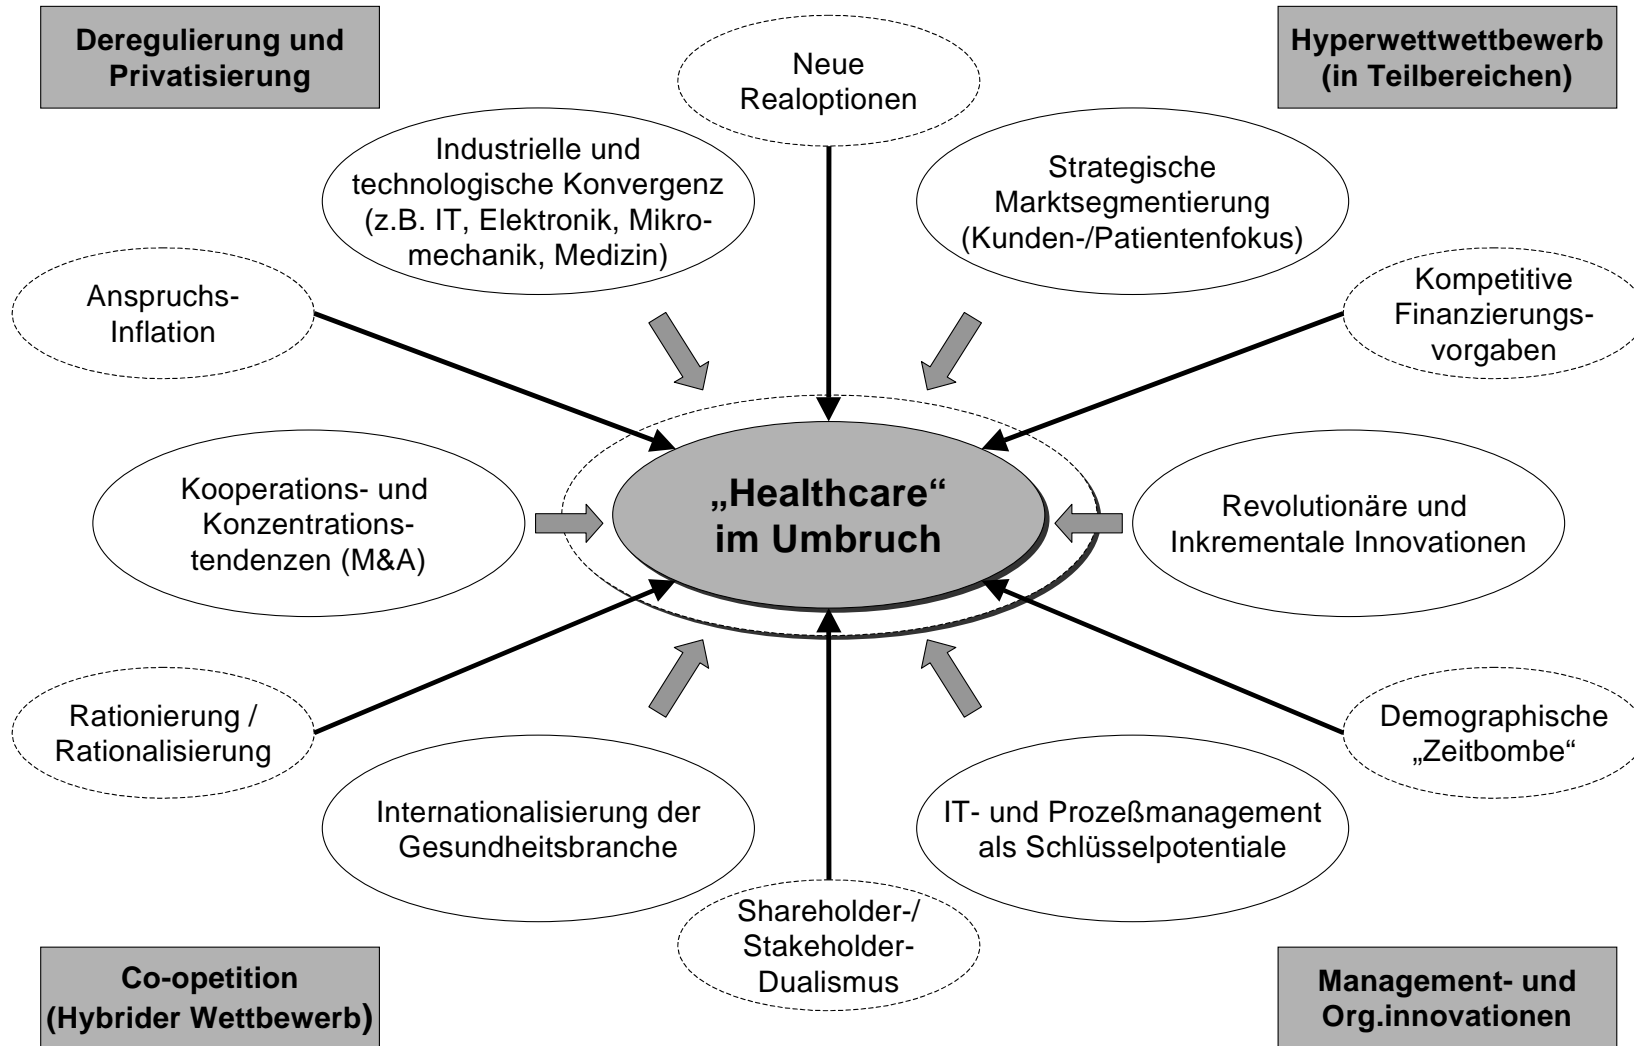 Deregulierung und
Privatisierung
Neue
Realoptionen
Hyperwettwettbewerb
(in Teilbereichen)
Industrielle und
technologische Konvergenz
(z.B. IT, Elektronik, Mikro-
mechanik, Medizin)
Strategische
Marktsegmentierung
(Kunden-/Patientenfokus)
Anspruchs-
Inflation
Kompetitive
Finanzierungs-
vorgaben
Kooperations- und
Konzentrations-
tendenzen (M&A)
„Healthcare“
im Umbruch
Revolutionäre und
Inkrementale Innovationen
Rationierung /
Rationalisierung
Demographische
„Zeitbombe“
Internationalisierung der
Gesundheitsbranche
IT- und Prozeßmanagement
als Schlüsselpotentiale
Shareholder-/
Stakeholder-
Dualismus
Co-opetition
(Hybrider Wettbewerb)
Management- und
Org.innovationen